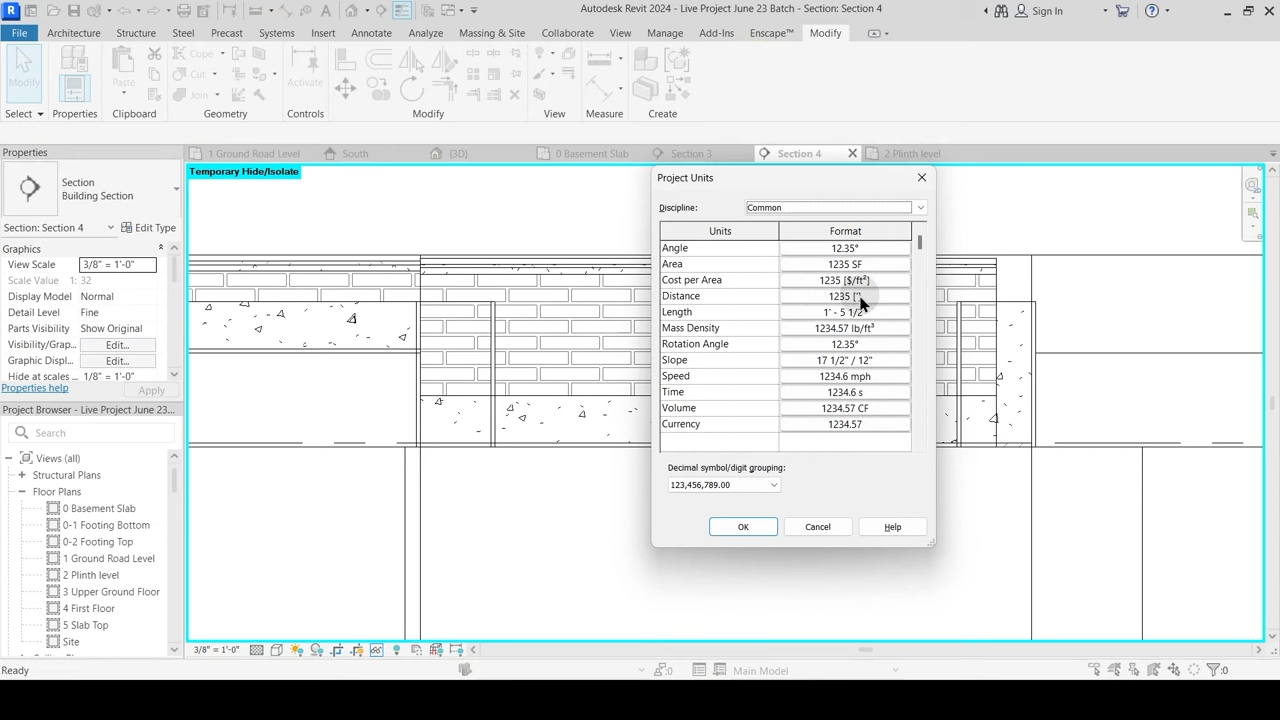 Autodesk Revit 2024 - Live Project June 23 Batch - Section: Section 4
Sign In
File Architecture Structure Steel Precast Systems Insert Annotate Analyze Massing & Site Collaborate View Manage Add-Ins Enscape™ Modify
Modify
Paste
Cope
Cut
Join
Activate
Select Properties Clipboard Geometry Controls Modify View Measure Create
Properties
1 Ground Road Level South {3D} 0 Basement Slab Section 3 Section 4 2 Plinth level
Temporary Hide/Isolate
Section
Building Section
Section: Section 4 Edit Type
Graphics
View Scale 3/8" = 1'-0"
Scale Value 1: 32
Display Model Normal
Detail Level Fine
Parts Visibility Show Original
Visibility/Grap... Edit...
Graphic Displ... Edit...
Hide at scales ... 1/8" = 1'-0"
Properties help Apply
Project Browser - Live Project June 23...
Search
Views (all)
Structural Plans
Floor Plans
0 Basement Slab
0-1 Footing Bottom
0-2 Footing Top
1 Ground Road Level
2 Plinth level
3 Upper Ground Floor
4 First Floor
5 Slab Top
Site
Project Units
Discipline: Common
Units Format
Angle 12.35°
Area 1235 SF
Cost per Area 1235 [$/ft²]
Distance 1235 [']
Length 1' - 5 1/2"
Mass Density 1234.57 lb/ft³
Rotation Angle 12.35°
Slope 17 1/2" / 12"
Speed 1234.6 mph
Time 1234.6 s
Volume 1234.57 CF
Currency 1234.57
Decimal symbol/digit grouping:
123,456,789.00
OK Cancel Help
3/8" = 1'-0"
Ready
:0
Main Model
:0